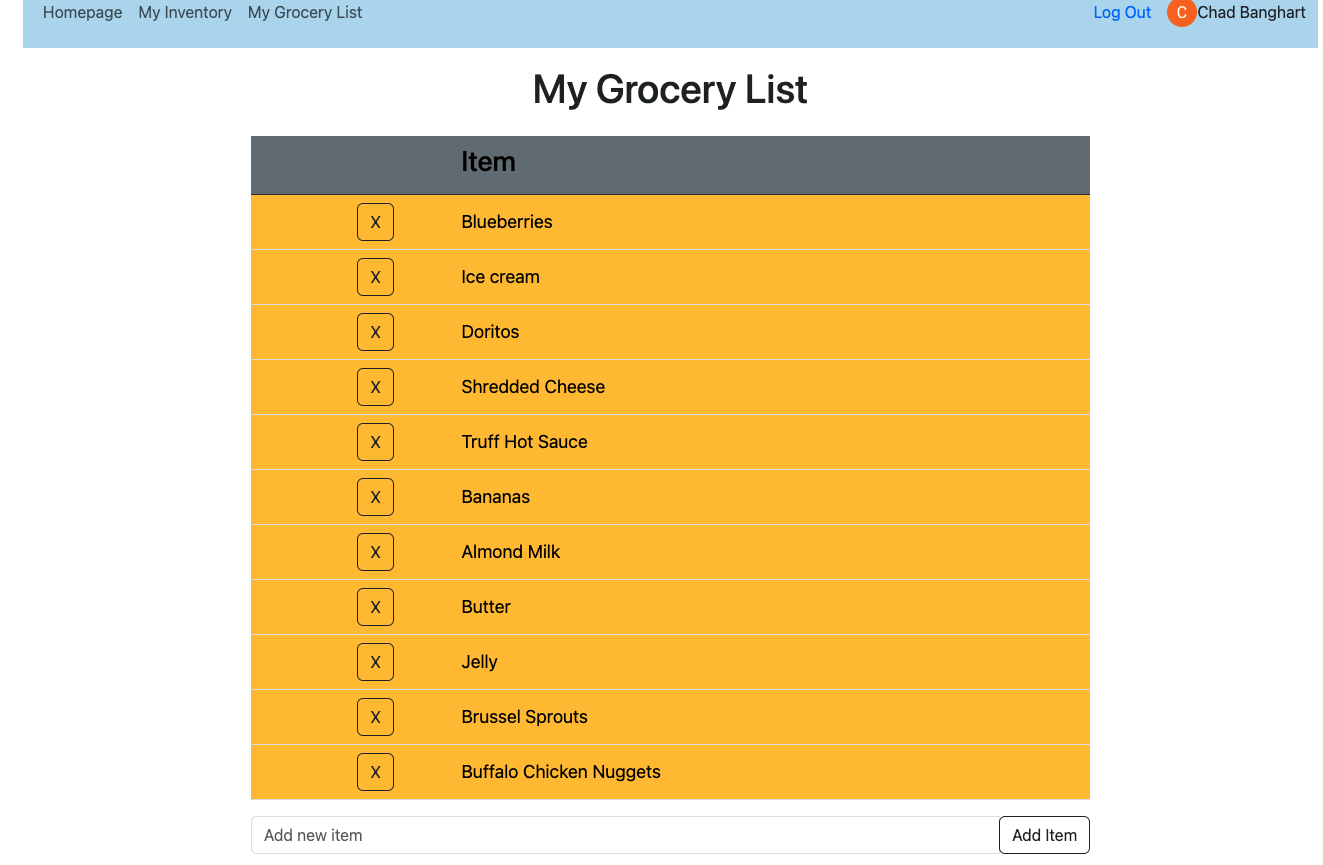 Homepage My Inventory My Grocery List Log Out C Chad Banghart
My Grocery List
Item
X Blueberries
X Ice cream
X Doritos
X Shredded Cheese
X Truff Hot Sauce
X Bananas
X Almond Milk
X Butter
X Jelly
X Brussel Sprouts
X Buffalo Chicken Nuggets
Add new item Add Item